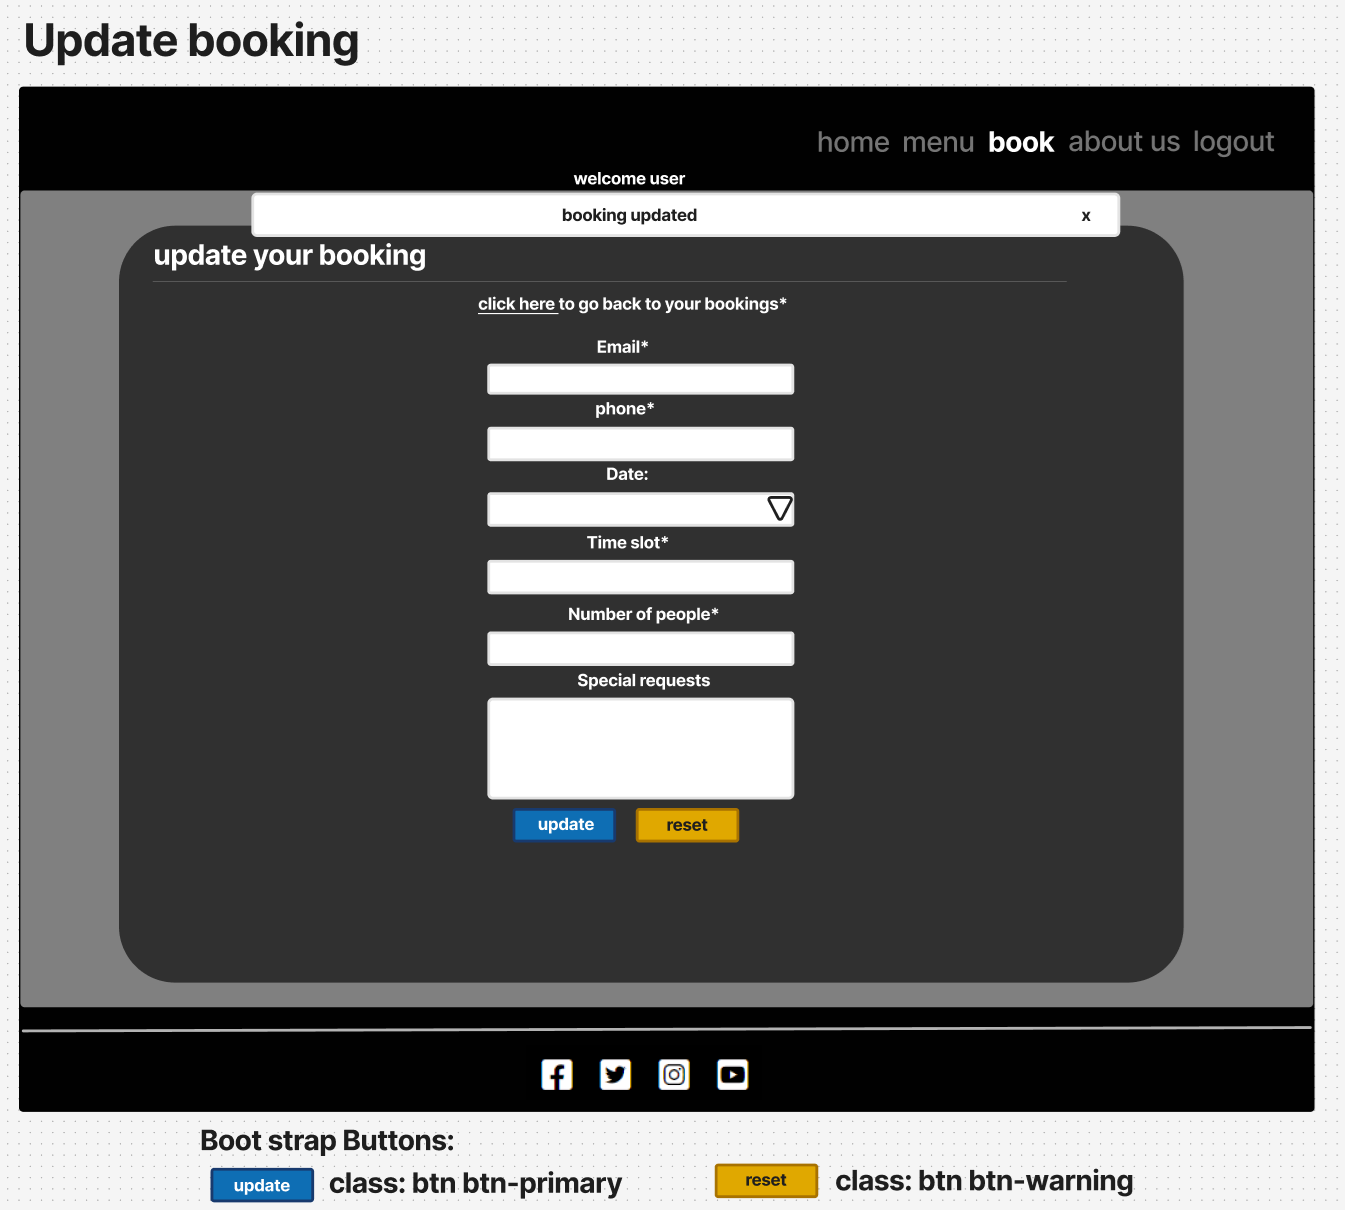 Update booking
home menu book about us logout
welcome user
booking updated x
update your booking
click here to go back to your bookings*
Email*
phone*
Date:
Time slot*
Number of people*
Special requests
update reset
Boot strap Buttons:
update class: btn btn-primary reset class: btn btn-warning